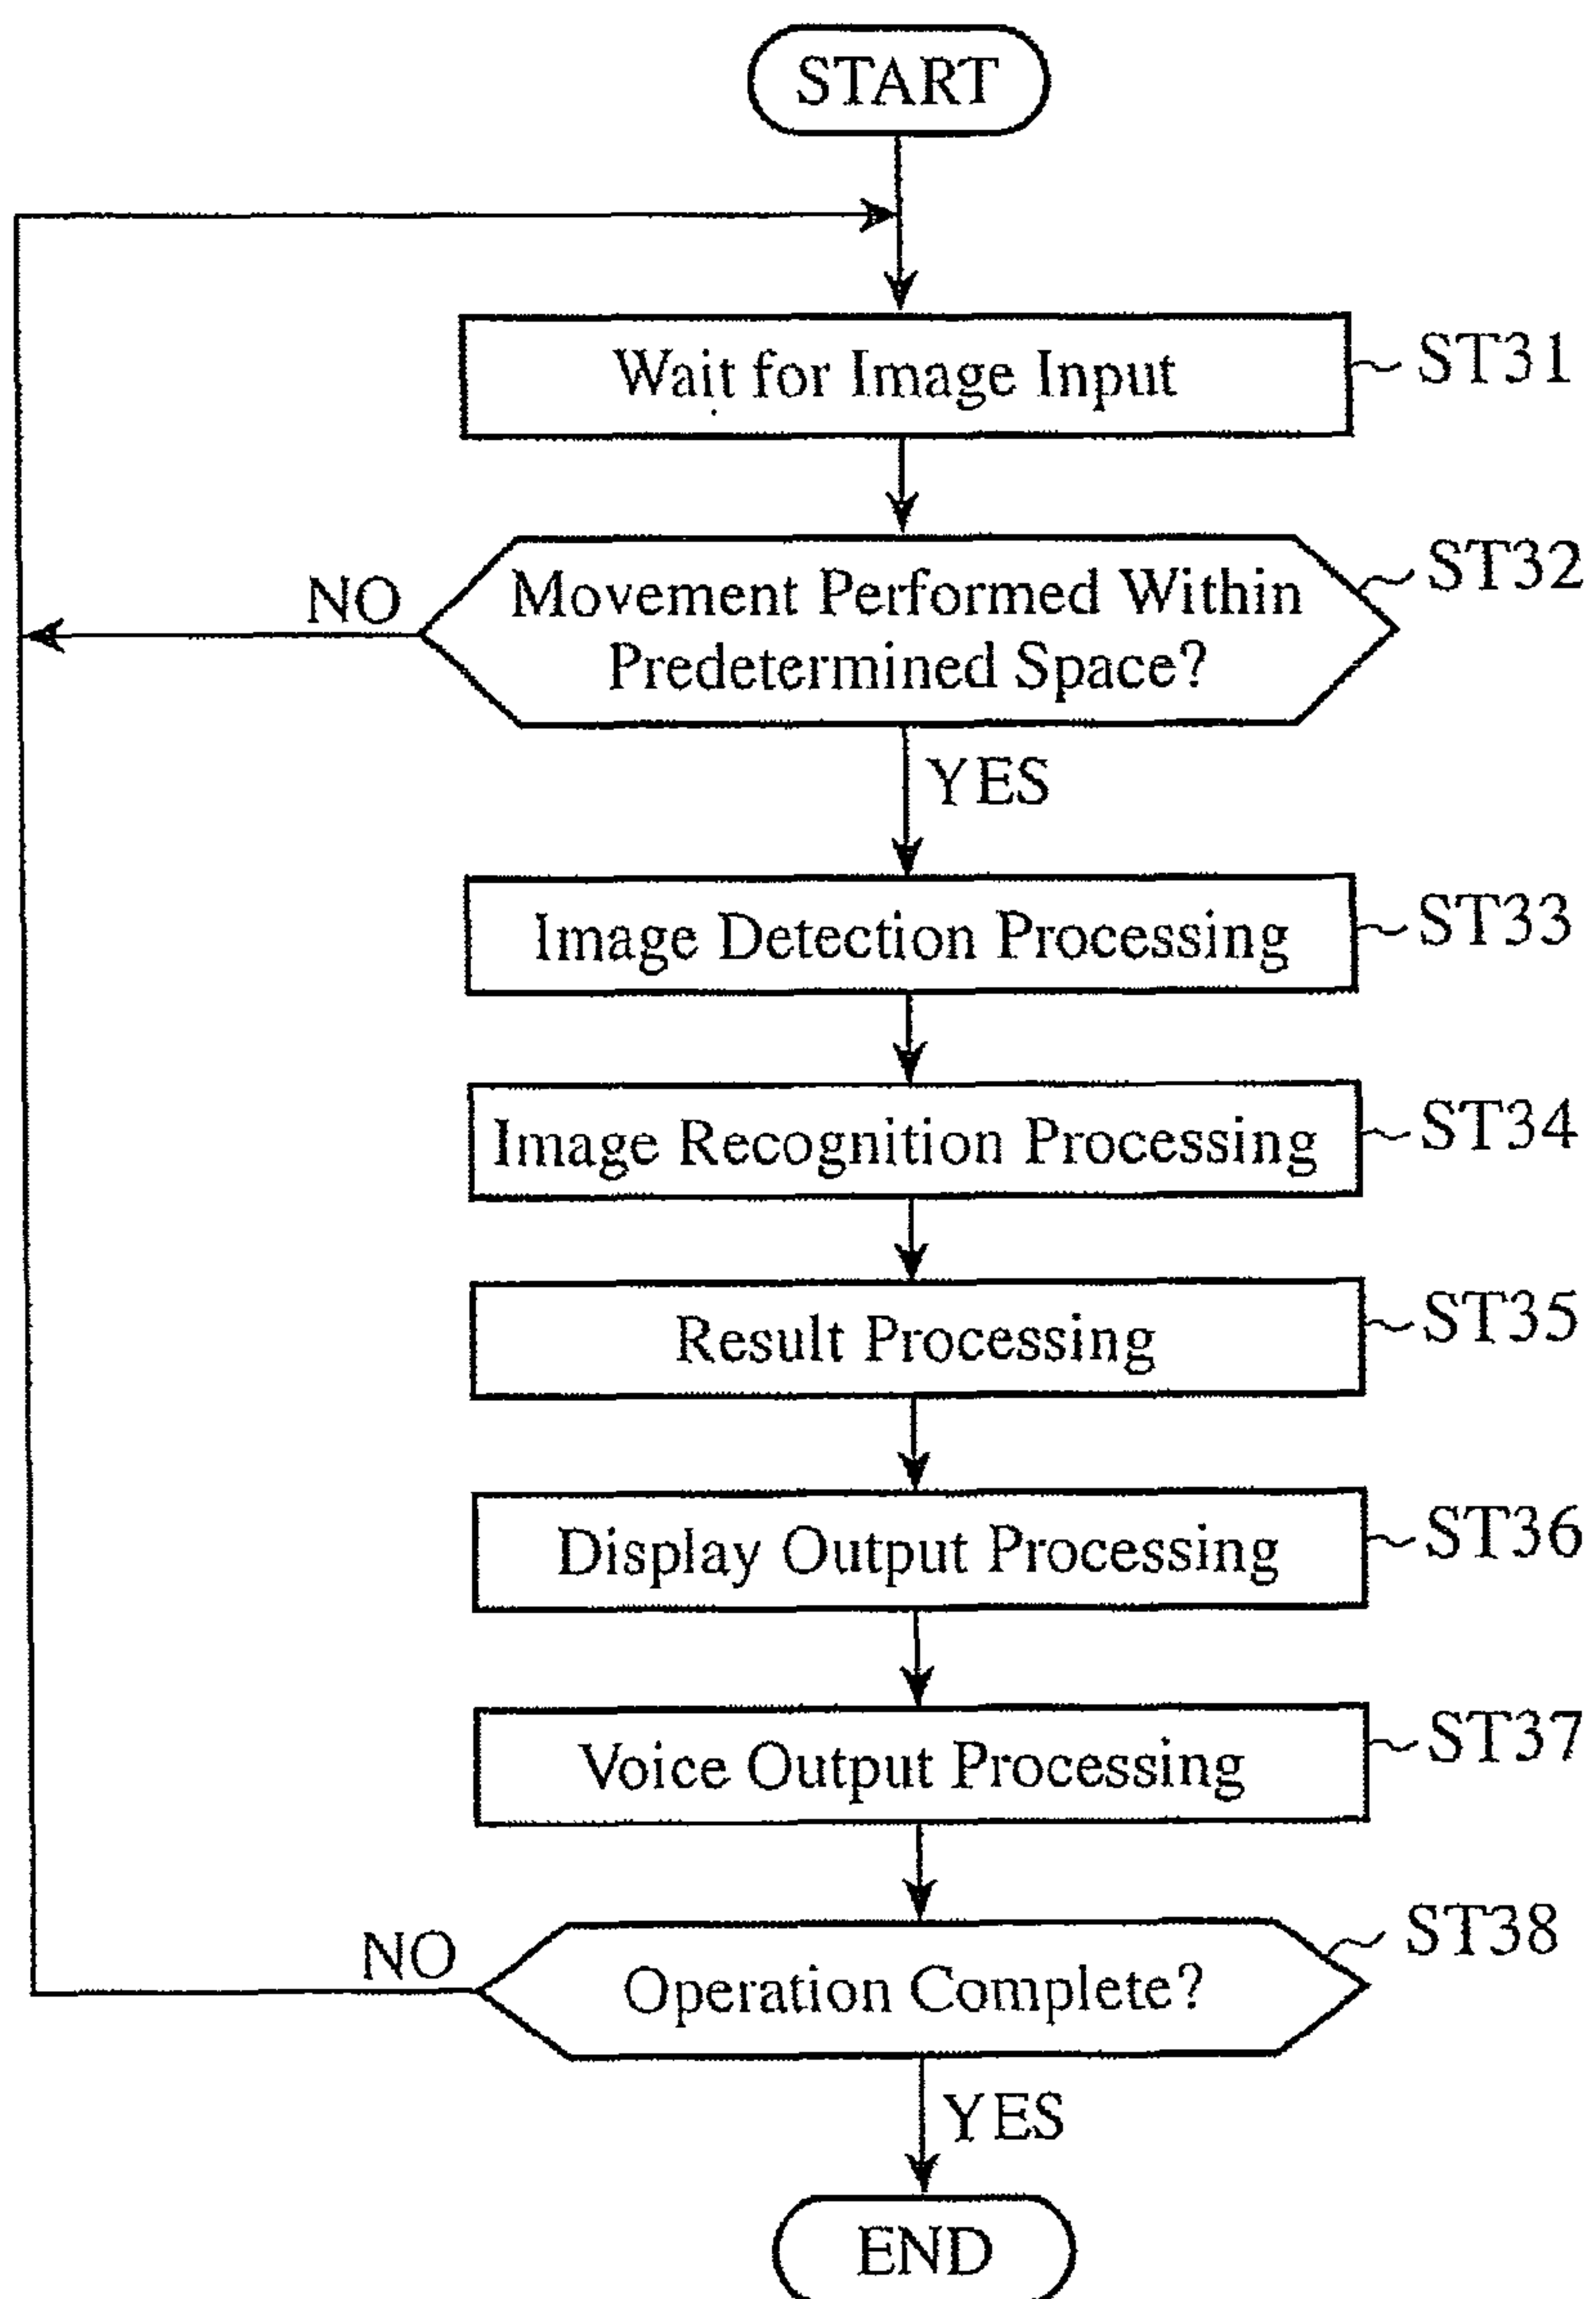 START
Wait for Image Input
ST31
Movement Performed Within
Predetermined Space?
ST32
NO
YES
Image Detection Processing
ST33
Image Recognition Processing
ST34
Result Processing
ST35
Display Output Processing
ST36
Voice Output Processing
ST37
Operation Complete?
ST38
NO
YES
END